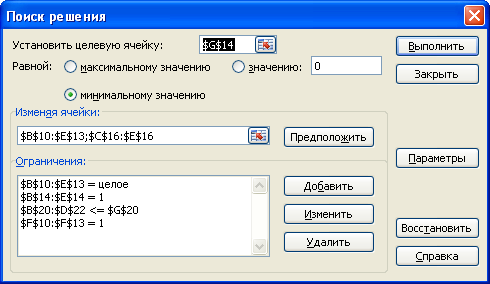 Поиск решения
Установить целевую ячейку: $G$14 Выполнить
Равной: максимальному значению значению: 0 Закрыть
минимальному значению
Изменяя ячейки:
$B$10:$E$13;$C$16:$E$16 Предположить
Ограничения: Параметры
$B$10:$E$13 = целое Добавить
$B$14:$E$14 = 1
$B$20:$D$22 <= $G$20 Изменить
$F$10:$F$13 = 1 Восстановить
Удалить
Справка